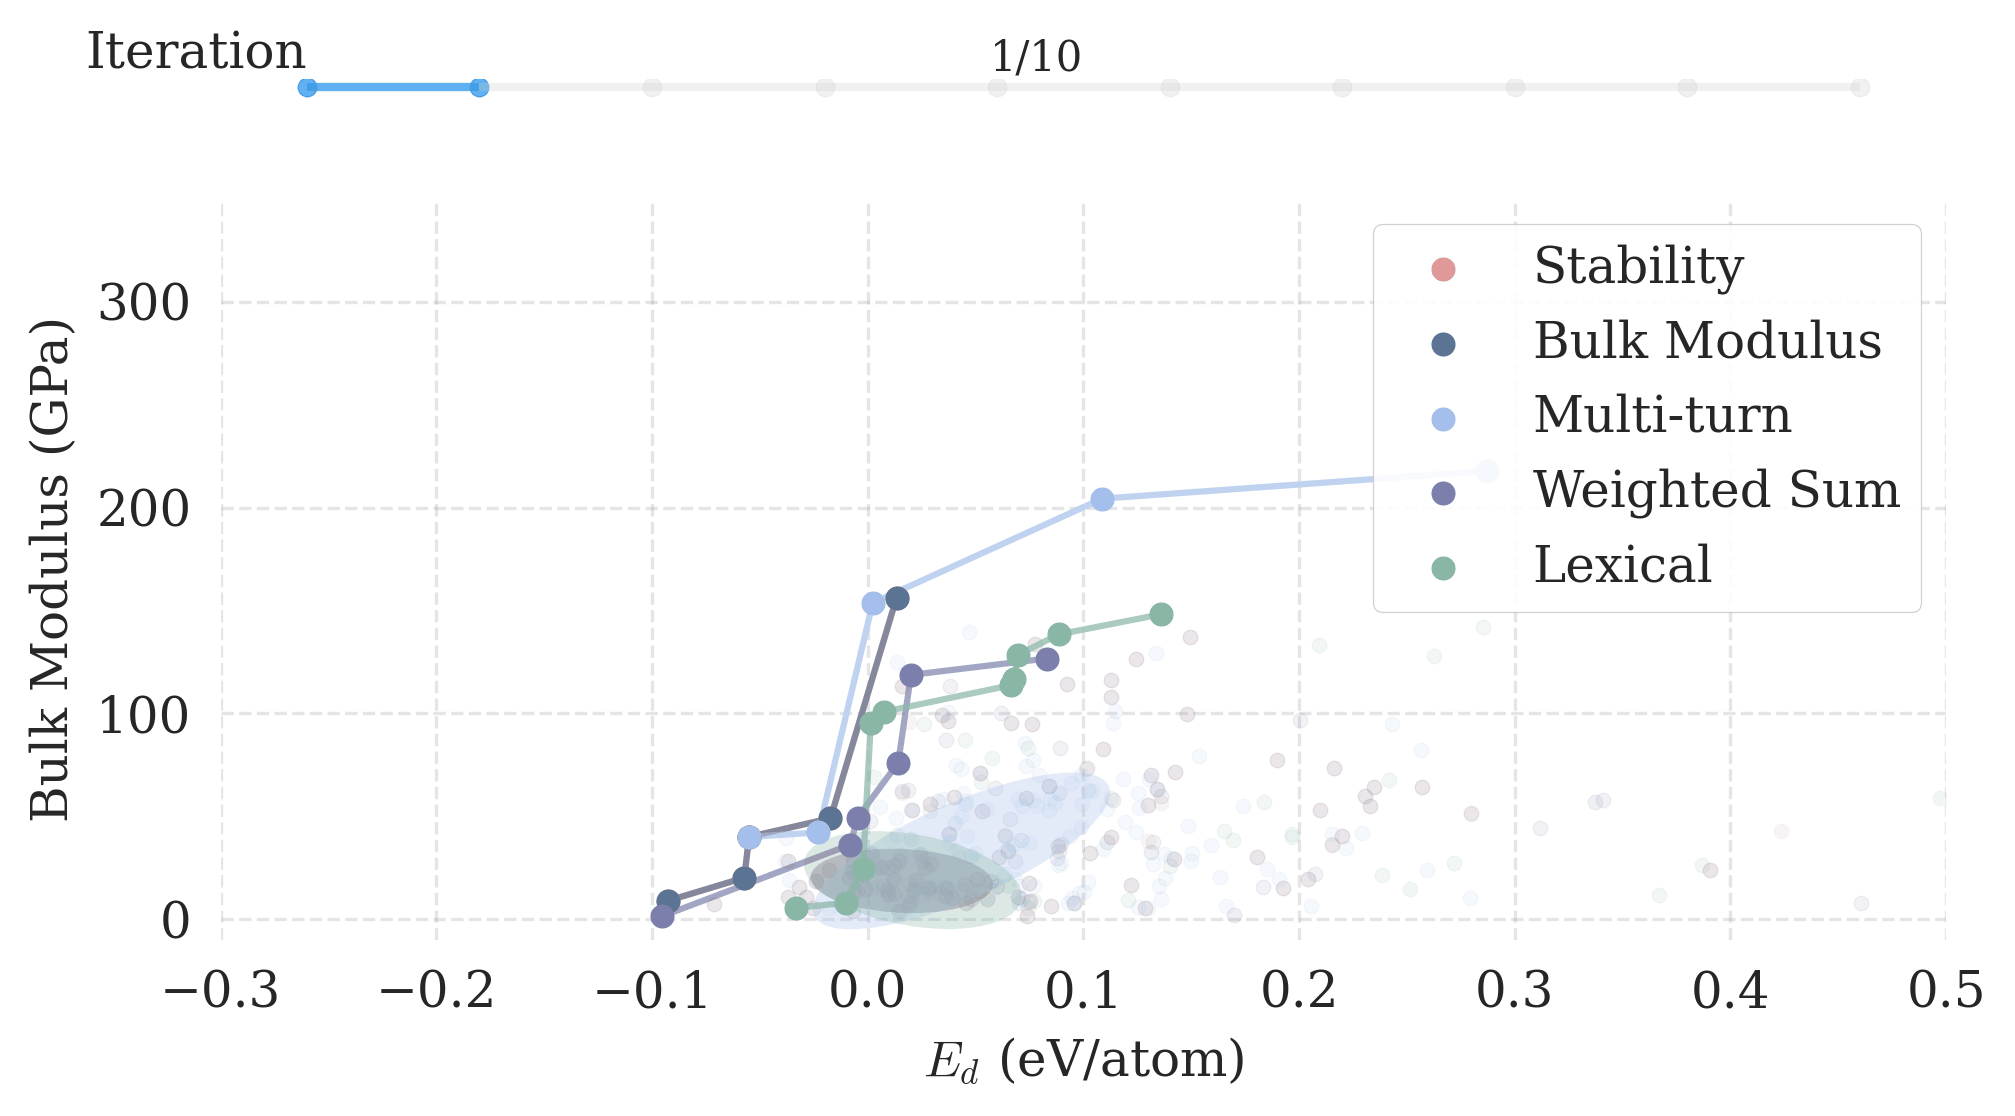 Iteration
1/10
Stability
Bulk Modulus
Multi-turn
Weighted Sum
Lexical
Bulk Modulus (GPa)
300
200
100
0
−0.3 −0.2 −0.1 0.0 0.1 0.2 0.3 0.4 0.5
E_d (eV/atom)